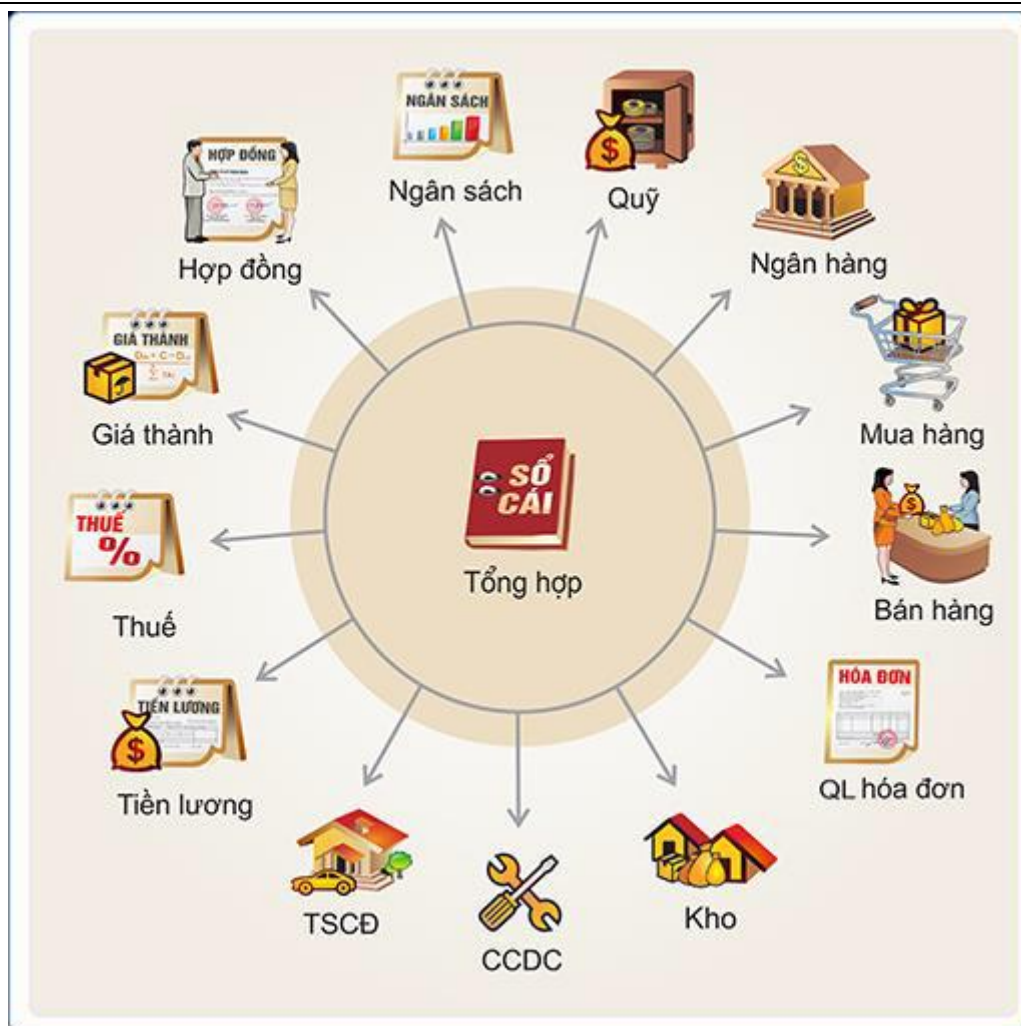 NGÂN SÁCH
Ngân sách
Quỹ
HỢP ĐỒNG
Hợp đồng
Ngân hàng
GIÁ THÀNH
Giá thành
Mua hàng
SỔ
CÁI
Tổng hợp
THUẾ
%
Thuế
Bán hàng
TIỀN LƯƠNG
Tiền lương
HÓA ĐƠN
QL hóa đơn
TSCĐ
CCDC
Kho